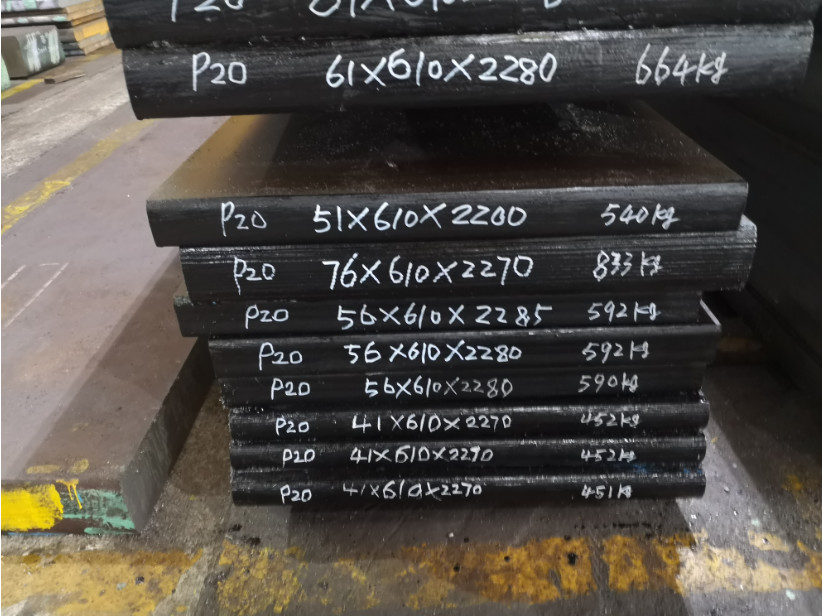 P20 61X610X2280 664kg
P20 51X610X2200 540kg
P20 76X610X2270 833kg
P20 56X610X2285 592kg
P20 56X610X2280 592kg
P20 56X610X2280 590kg
P20 41X610X2270 452kg
P20 41X610X2270 452kg
P20 41X610X2270 451kg